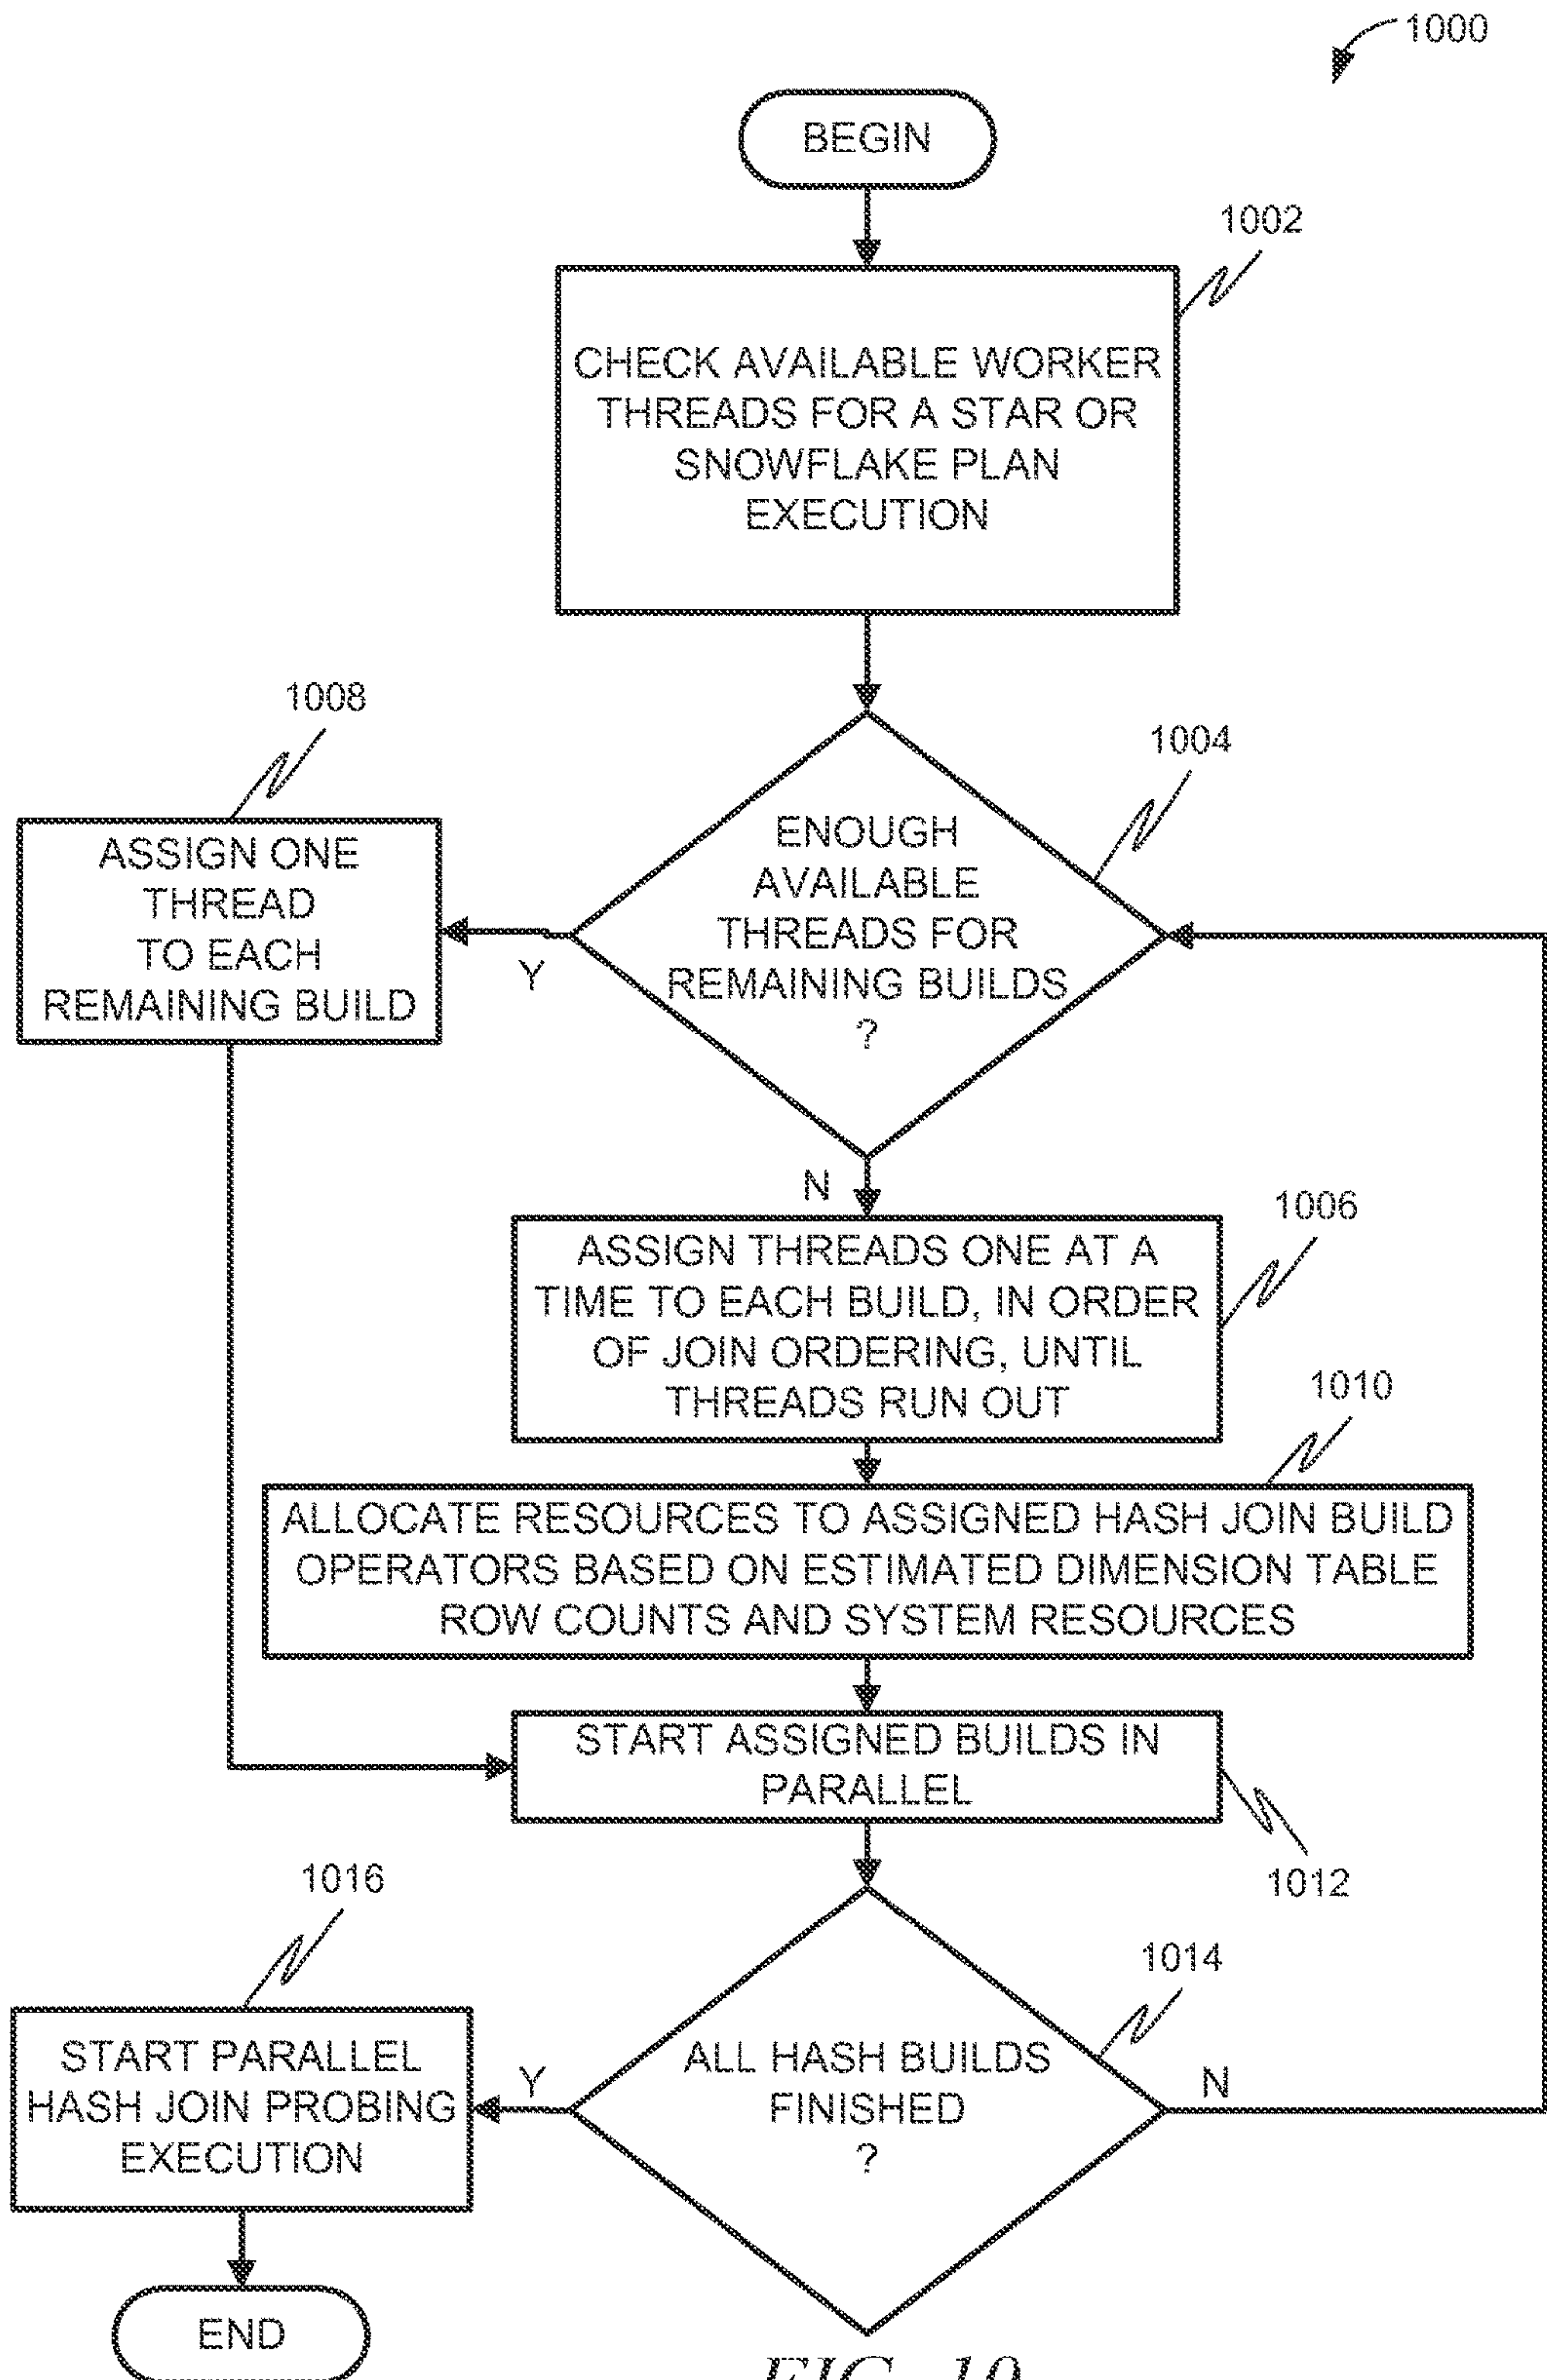 1000
BEGIN
1002
CHECK AVAILABLE WORKER
THREADS FOR A STAR OR
SNOWFLAKE PLAN
EXECUTION
1008
1004
ASSIGN ONE
THREAD
TO EACH
REMAINING BUILD
Y
ENOUGH
AVAILABLE
THREADS FOR
REMAINING BUILDS
?
N
1006
ASSIGN THREADS ONE AT A
TIME TO EACH BUILD, IN ORDER
OF JOIN ORDERING, UNTIL
THREADS RUN OUT
1010
ALLOCATE RESOURCES TO ASSIGNED HASH JOIN BUILD
OPERATORS BASED ON ESTIMATED DIMENSION TABLE
ROW COUNTS AND SYSTEM RESOURCES
START ASSIGNED BUILDS IN
PARALLEL
1012
1016
1014
START PARALLEL
HASH JOIN PROBING
EXECUTION
Y
ALL HASH BUILDS
FINISHED
?
N
END
FIG. 10